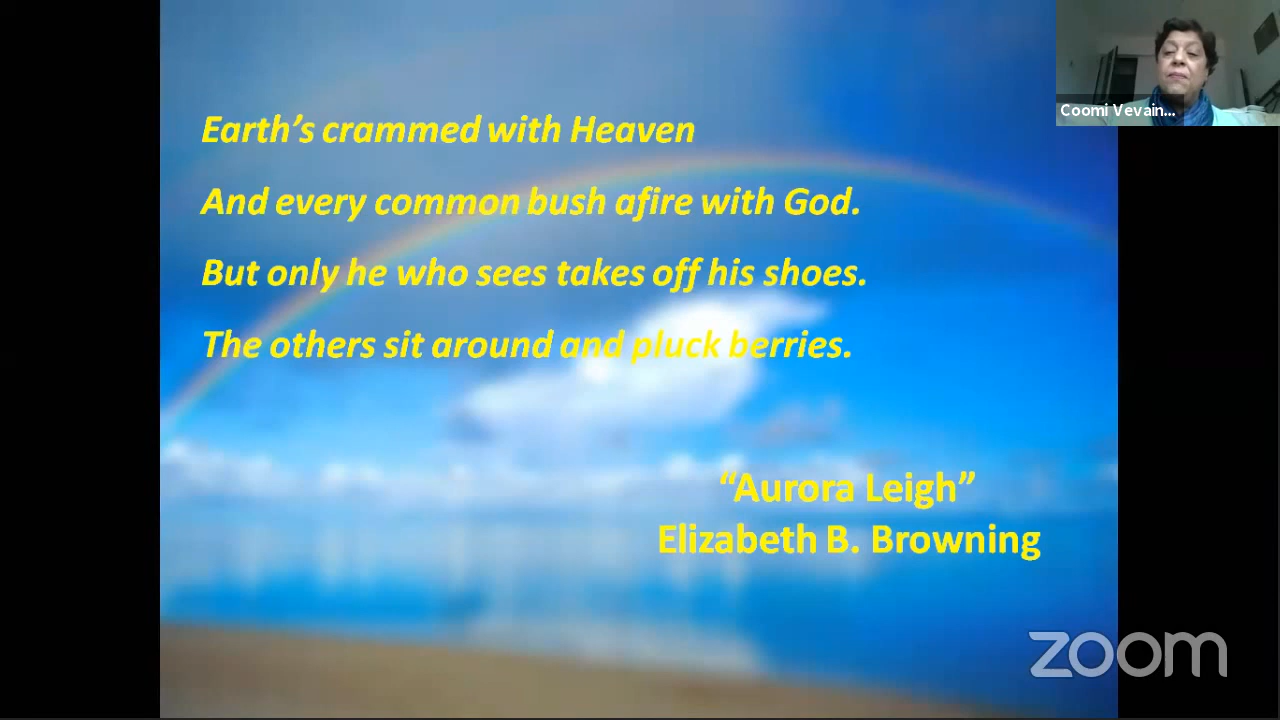 Earth's crammed with Heaven
And every common bush afire with God.
But only he who sees takes off his shoes.
The others sit around and pluck berries.
“Aurora Leigh”
Elizabeth B. Browning
Coomi Vevain...
zoom